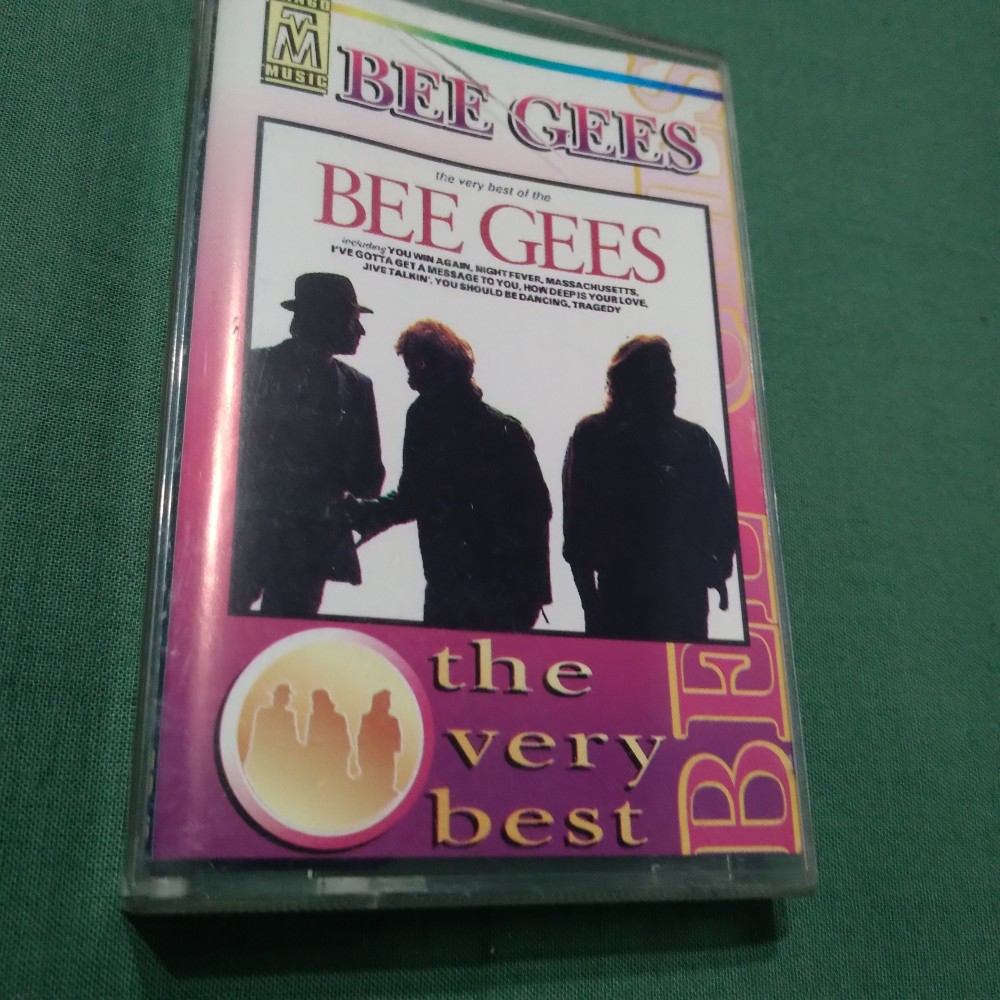 TM
MUSIC
BEE GEES
the very best of the
BEE GEES
including YOU WIN AGAIN, NIGHT FEVER, MASSACHUSETTS,
I'VE GOTTA GET A MESSAGE TO YOU, HOW DEEP IS YOUR LOVE,
JIVE TALKIN', YOU SHOULD BE DANCING, TRAGEDY
the
very
best
BEE GEES